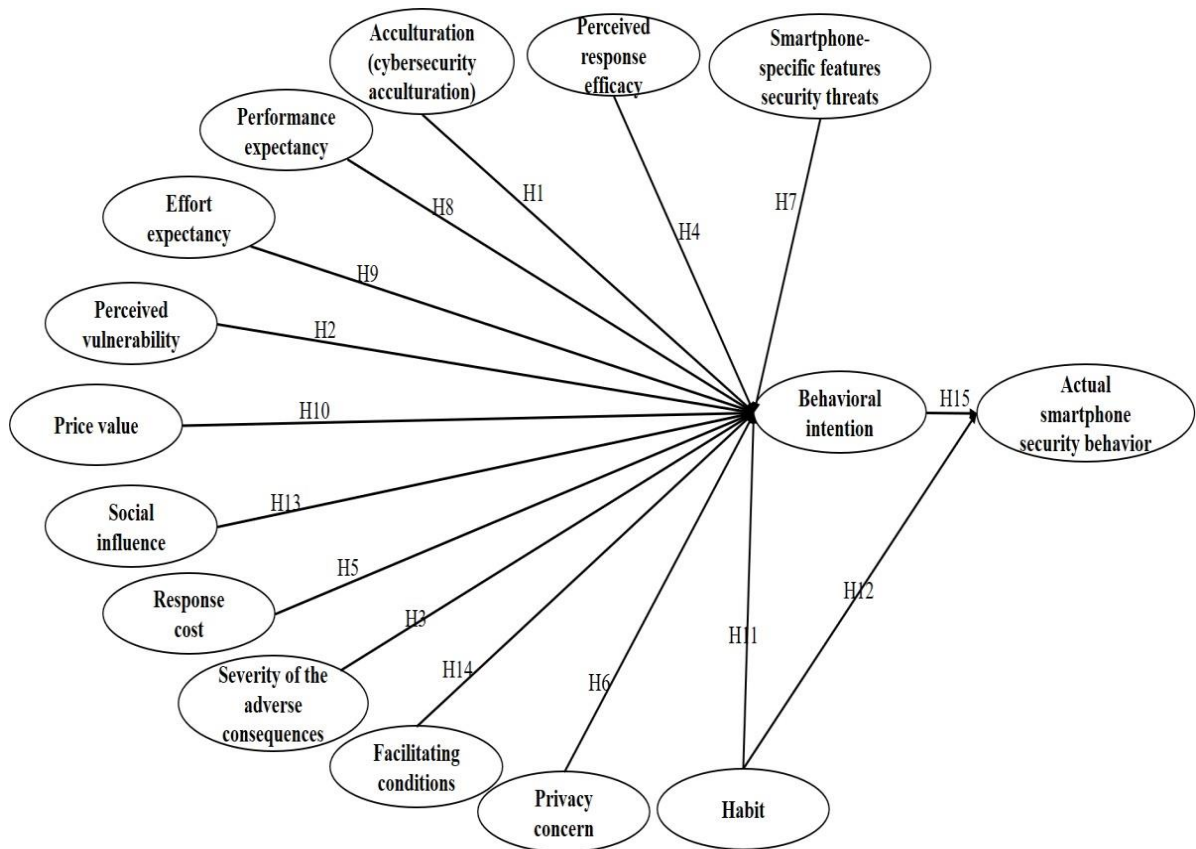 Acculturation
(cybersecurity
acculturation)
Perceived
response
efficacy
Smartphone-
specific features
security threats
Performance
expectancy
H8
H1
H4
H7
Effort
expectancy
H9
Perceived
vulnerability
H2
Price value
H10
Behavioral
intention
H15
Actual
smartphone
security behavior
Social
influence
H13
Response
cost
H5
H3
H14
H6
H11
H12
Severity of the
adverse
consequences
Facilitating
conditions
Privacy
concern
Habit